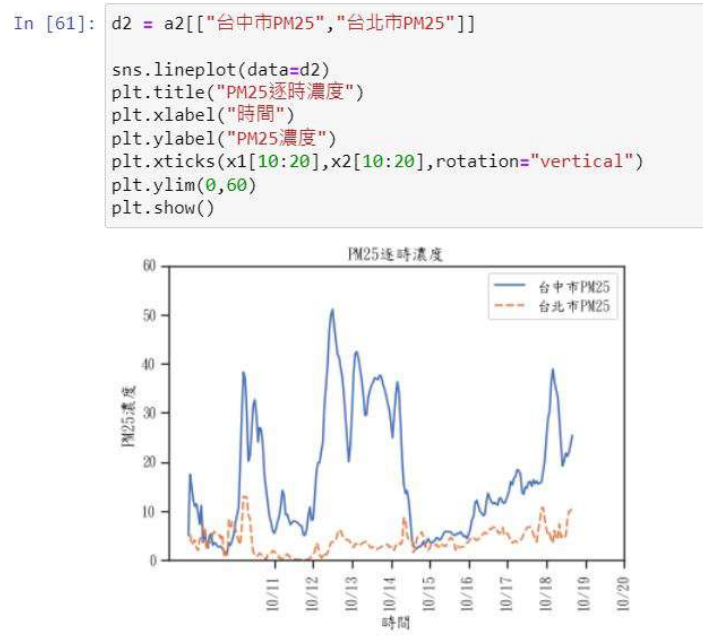 In [61]: d2 = a2[["台中市PM25","台北市PM25"]]
sns.lineplot(data=d2)
plt.title("PM25逐時濃度")
plt.xlabel("時間")
plt.ylabel("PM25濃度")
plt.xticks(x1[10:20],x2[10:20],rotation="vertical")
plt.ylim(0,60)
plt.show()
PM25逐時濃度
台中市PM25
台北市PM25
60
50
40
30
20
10
0
PM25濃度
10/11
10/12
10/13
10/14
10/15
10/16
10/17
10/18
10/19
10/20
時間